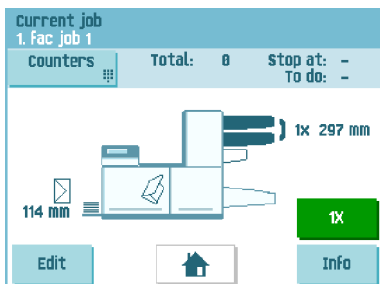 Current job
1. Fac job 1
Counters
Total: 0
Stop at: -
To do: -
1X 297 mm
114 mm
1X
Edit
Info